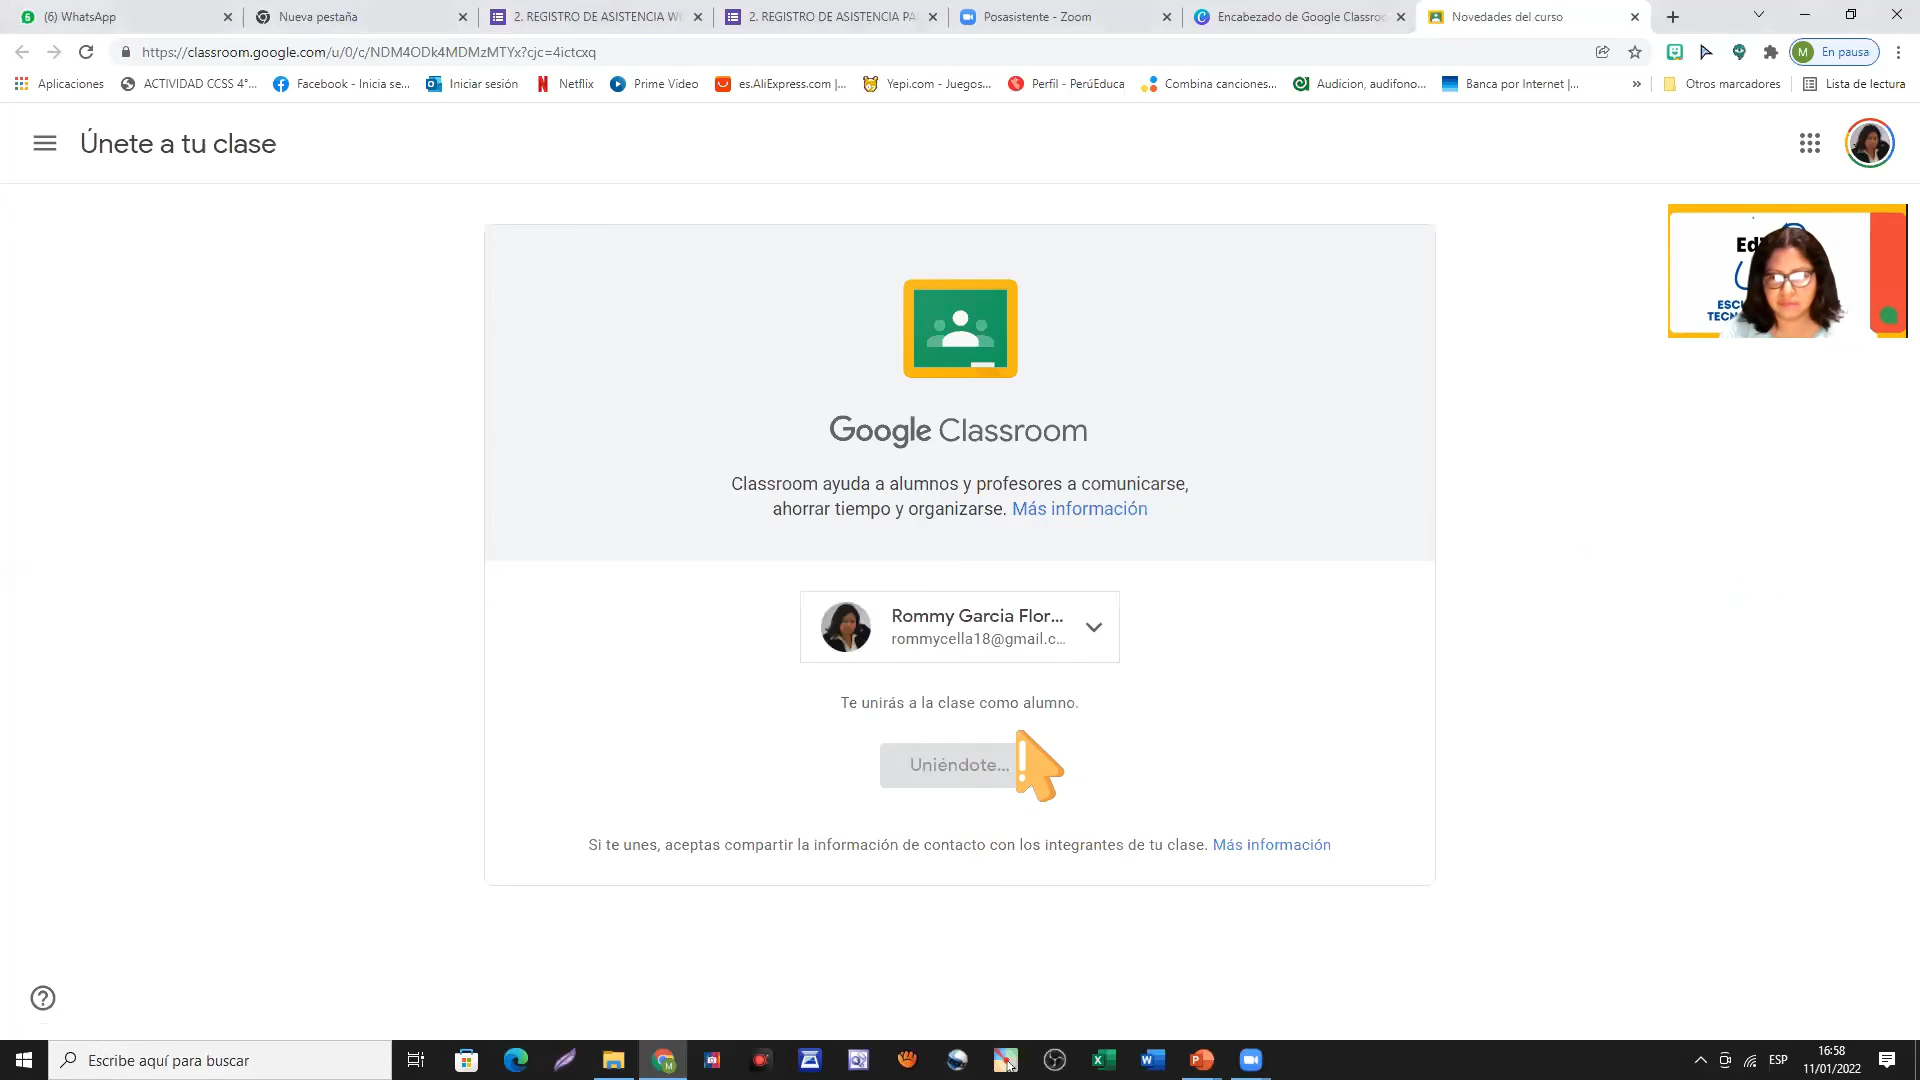 (6) WhatsApp
Nueva pestaña
2. REGISTRO DE ASISTENCIA W
2. REGISTRO DE ASISTENCIA PA
Posasistente - Zoom
Encabezado de Google Classroo
Novedades del curso
https://classroom.google.com/u/0/c/NDM4ODk4MDMzMTYx?cjc=4ictcxq
M
En pausa
Aplicaciones
ACTIVIDAD CCSS 4°...
Facebook - Inicia se...
Iniciar sesión
Netflix
Prime Video
es.AliExpress.com |...
Yepi.com - Juegos...
Perfil - PerúEduca
Combina canciones...
Audicion, audifono...
Banca por Internet |...
»
Otros marcadores
Lista de lectura
Únete a tu clase
Ed
ESCU
TECN
Google Classroom
Classroom ayuda a alumnos y profesores a comunicarse,
ahorrar tiempo y organizarse. Más información
Rommy Garcia Flor...
rommycella18@gmail.c...
Te unirás a la clase como alumno.
Uniéndote...
Si te unes, aceptas compartir la información de contacto con los integrantes de tu clase. Más información
Escribe aquí para buscar
ESP
16:58
11/01/2022